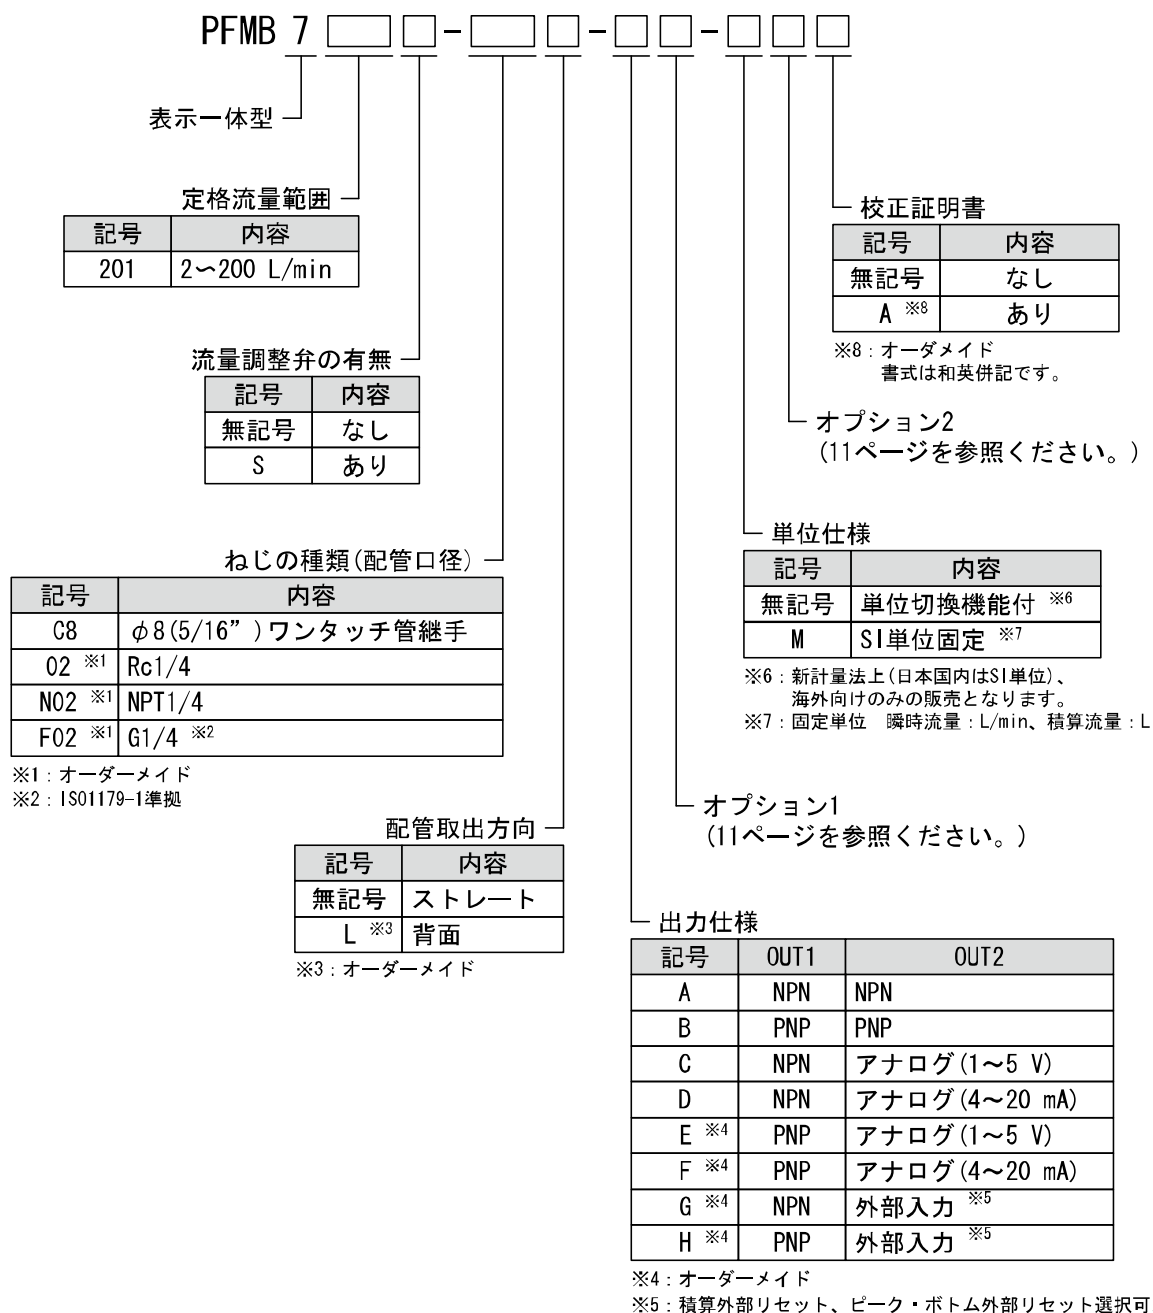 PFMB 7 □□-□□-□□-□□□
表示一体型
定格流量範囲
記号 内容
201 2〜200 L/min
流量調整弁の有無
記号 内容
無記号 なし
S あり
ねじの種類(配管口径)
記号 内容
C8 φ8(5/16”)ワンタッチ管継手
02 ※1 Rc1/4
N02 ※1 NPT1/4
F02 ※1 G1/4 ※2
※1:オーダーメイド
※2:ISO1179-1準拠
配管取出方向
記号 内容
無記号 ストレート
L ※3 背面
※3:オーダーメイド
校正証明書
記号 内容
無記号 なし
A ※8 あり
※8:オーダメイド
書式は和英併記です。
オプション2
(11ページを参照ください。)
単位仕様
記号 内容
無記号 単位切換機能付 ※6
M SI単位固定 ※7
※6:新計量法上(日本国内はSI単位)、
海外向けのみの販売となります。
※7:固定単位 瞬時流量:L/min、積算流量:L
オプション1
(11ページを参照ください。)
出力仕様
記号 OUT1 OUT2
A NPN NPN
B PNP PNP
C NPN アナログ(1〜5 V)
D NPN アナログ(4〜20 mA)
E ※4 PNP アナログ(1〜5 V)
F ※4 PNP アナログ(4〜20 mA)
G ※4 NPN 外部入力 ※5
H ※4 PNP 外部入力 ※5
※4:オーダーメイド
※5:積算外部リセット、ピーク・ボトム外部リセット選択可